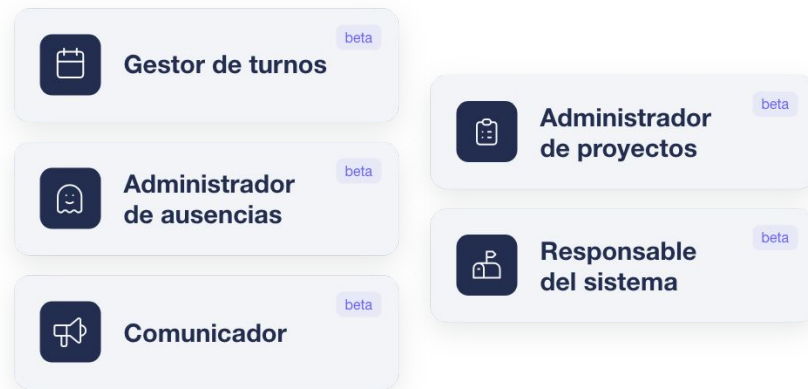 beta
Gestor de turnos
beta
Administrador
de ausencias
beta
Comunicador
beta
Administrador
de proyectos
beta
Responsable
del sistema